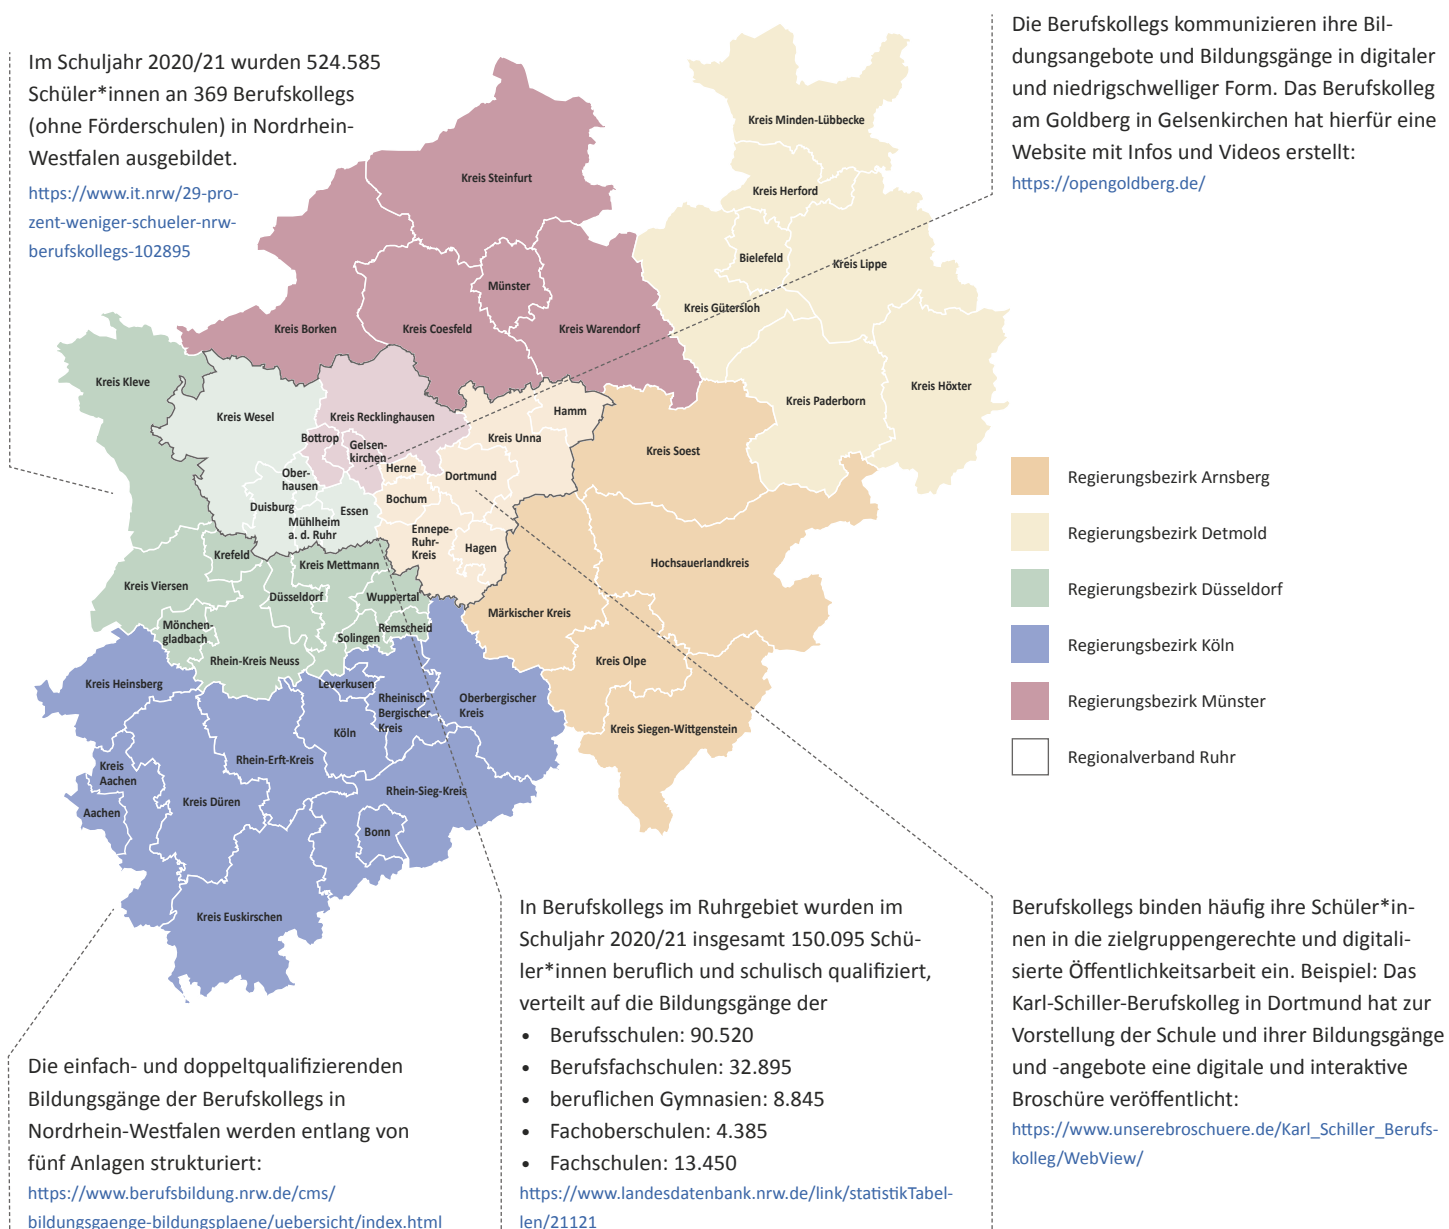 Im Schuljahr 2020/21 wurden 524.585
Schüler*innen an 369 Berufskollegs
(ohne Förderschulen) in Nordrhein-
Westfalen ausgebildet.
https://www.it.nrw/29-pro-
zent-weniger-schueler-nrw-
berufskollegs-102895
Die Berufskollegs kommunizieren ihre Bil-
dungsangebote und Bildungsgänge in digitaler
und niedrigschwelliger Form. Das Berufskolleg
am Goldberg in Gelsenkirchen hat hierfür eine
Website mit Infos und Videos erstellt:
https://opengoldberg.de/
Kreis Minden-Lübbecke
Kreis Steinfurt
Kreis Herford
Bielefeld
Kreis Lippe
Münster
Kreis Gütersloh
Kreis Borken
Kreis Coesfeld
Kreis Warendorf
Kreis Kleve
Kreis Höxter
Kreis Paderborn
Kreis Wesel
Kreis Recklinghausen
Hamm
Bottrop
Gelsen-
kirchen
Kreis Unna
Kreis Soest
Herne
Ober-
hausen
Dortmund
Bochum
Duisburg
Essen
Mühlheim
a. d. Ruhr
Ennepe-
Ruhr-
Kreis
Hagen
Krefeld
Kreis Mettmann
Hochsauerlandkreis
Kreis Viersen
Düsseldorf
Wuppertal
Märkischer Kreis
Mönchen-
gladbach
Solingen
Remscheid
Rhein-Kreis Neuss
Kreis Olpe
Kreis Heinsberg
Leverkusen
Rheinisch-
Bergischer
Kreis
Oberbergischer
Kreis
Köln
Kreis Siegen-Wittgenstein
Rhein-Erft-Kreis
Kreis
Aachen
Rhein-Sieg-Kreis
Kreis Düren
Aachen
Bonn
Kreis Euskirchen
Regierungsbezirk Arnsberg
Regierungsbezirk Detmold
Regierungsbezirk Düsseldorf
Regierungsbezirk Köln
Regierungsbezirk Münster
Regionalverband Ruhr
Die einfach- und doppeltqualifizierenden
Bildungsgänge der Berufskollegs in
Nordrhein-Westfalen werden entlang von
fünf Anlagen strukturiert:
https://www.berufsbildung.nrw.de/cms/
bildungsgaenge-bildungsplaene/uebersicht/index.html
In Berufskollegs im Ruhrgebiet wurden im
Schuljahr 2020/21 insgesamt 150.095 Schü-
ler*innen beruflich und schulisch qualifiziert,
verteilt auf die Bildungsgänge der
• Berufsschulen: 90.520
• Berufsfachschulen: 32.895
• beruflichen Gymnasien: 8.845
• Fachoberschulen: 4.385
• Fachschulen: 13.450
https://www.landesdatenbank.nrw.de/link/statistikTabel-
len/21121
Berufskollegs binden häufig ihre Schüler*in-
nen in die zielgruppengerechte und digitali-
sierte Öffentlichkeitsarbeit ein. Beispiel: Das
Karl-Schiller-Berufskolleg in Dortmund hat zur
Vorstellung der Schule und ihrer Bildungsgänge
und -angebote eine digitale und interaktive
Broschüre veröffentlicht:
https://www.unserebroschuere.de/Karl_Schiller_Berufs-
kolleg/WebView/